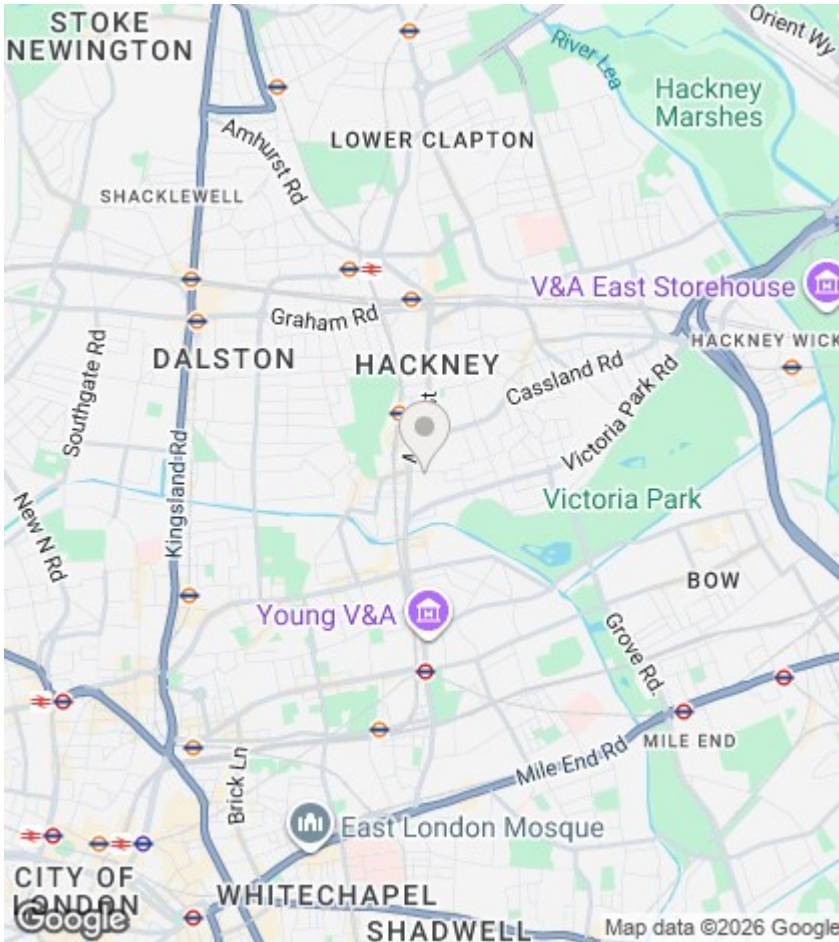 STOKE
NEWINGTON
Orient Wy
River Lea
Hackney
Marshes
Amhurst Rd
LOWER CLAPTON
SHACKLEWELL
V&A East Storehouse
Graham Rd
HACKNEY WICK
DALSTON
HACKNEY
Cassland Rd
Southgate Rd
Victoria Park Rd
Kingsland Rd
Victoria Park
New N Rd
BOW
Young V&A
Grove Rd.
MILE END
Mile End Rd
Brick Ln
East London Mosque
CITY OF
LONDON
WHITECHAPEL
SHADWELL
Google
Map data ©2026 Google